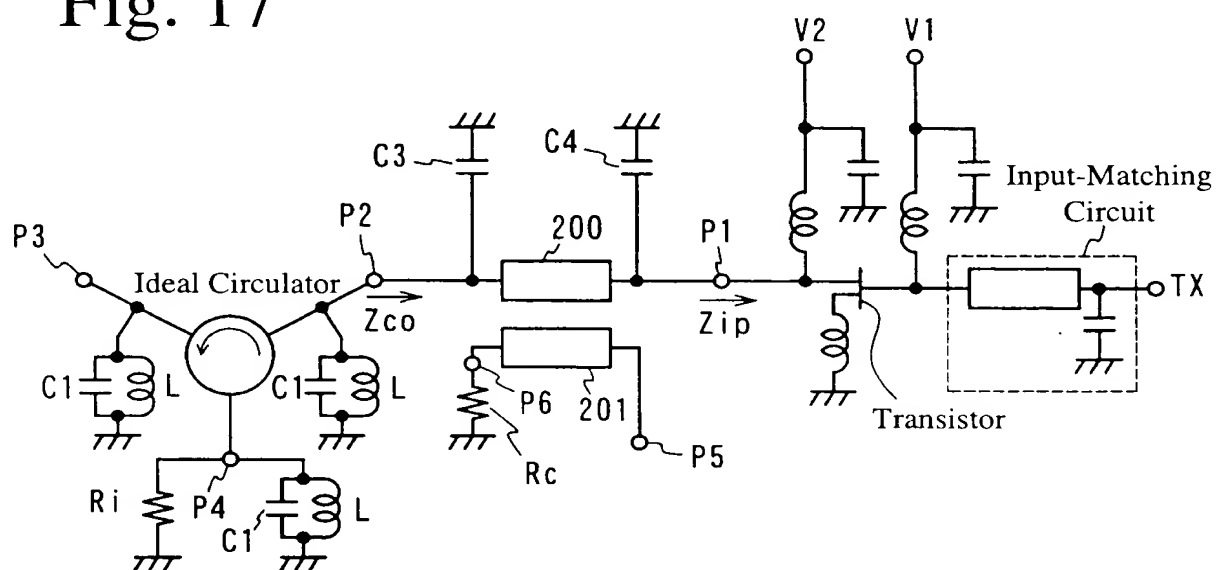 Fig. 17
V2
V1
C3
C4
Input-Matching
Circuit
P3
P2
200
P1
Ideal Circulator
TX
Zco
Zip
C1
L
C1
L
P6
201
Transistor
Rc
P5
Ri
P4
C1
L